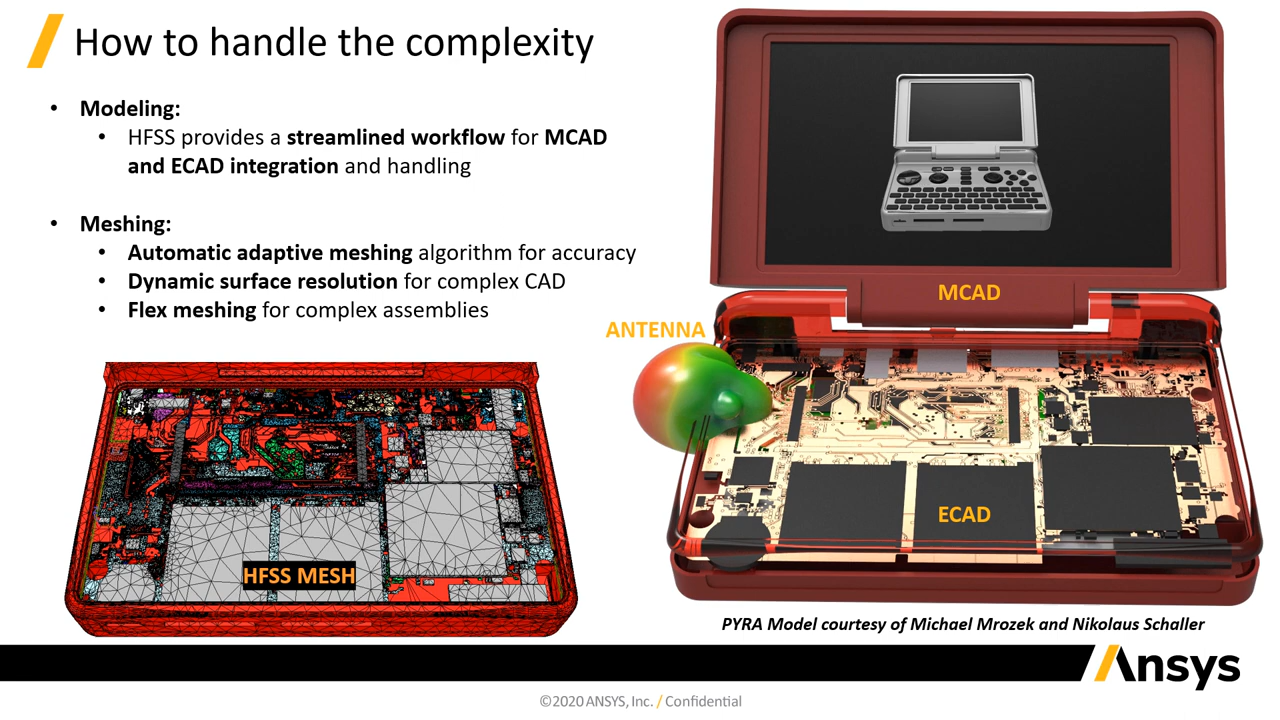 How to handle the complexity
• Modeling:
• HFSS provides a streamlined workflow for MCAD
and ECAD integration and handling
• Meshing:
• Automatic adaptive meshing algorithm for accuracy
• Dynamic surface resolution for complex CAD
• Flex meshing for complex assemblies
HFSS MESH
ANTENNA
MCAD
ECAD
PYRA Model courtesy of Michael Mrozek and Nikolaus Schaller
Ansys
©2020 ANSYS, Inc. / Confidential